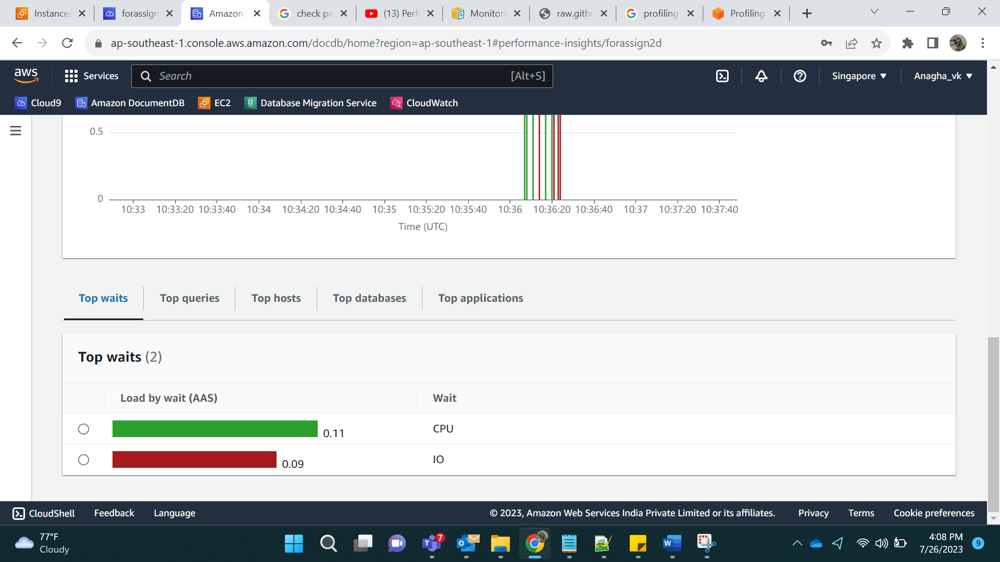 Instances
forassign
Amazon
check pe
(13) Perfo
Monitori
raw.githu
profiling
Profiling
ap-southeast-1.console.aws.amazon.com/docdb/home?region=ap-southeast-1#performance-insights/forassign2d
aws
Services
Search
[Alt+S]
Singapore
Anagha_vk
Cloud9
Amazon DocumentDB
EC2
Database Migration Service
CloudWatch
0.5
0
10:33 10:33:20 10:33:40 10:34 10:34:20 10:34:40 10:35 10:35:20 10:35:40 10:36 10:36:20 10:36:40 10:37 10:37:20 10:37:40
Time (UTC)
Top waits
Top queries
Top hosts
Top databases
Top applications
Top waits (2)
Load by wait (AAS)
Wait
0.11
CPU
0.09
IO
CloudShell
Feedback
Language
© 2023, Amazon Web Services India Private Limited or its affiliates.
Privacy
Terms
Cookie preferences
77°F
Cloudy
7
4:08 PM
7/26/2023
9